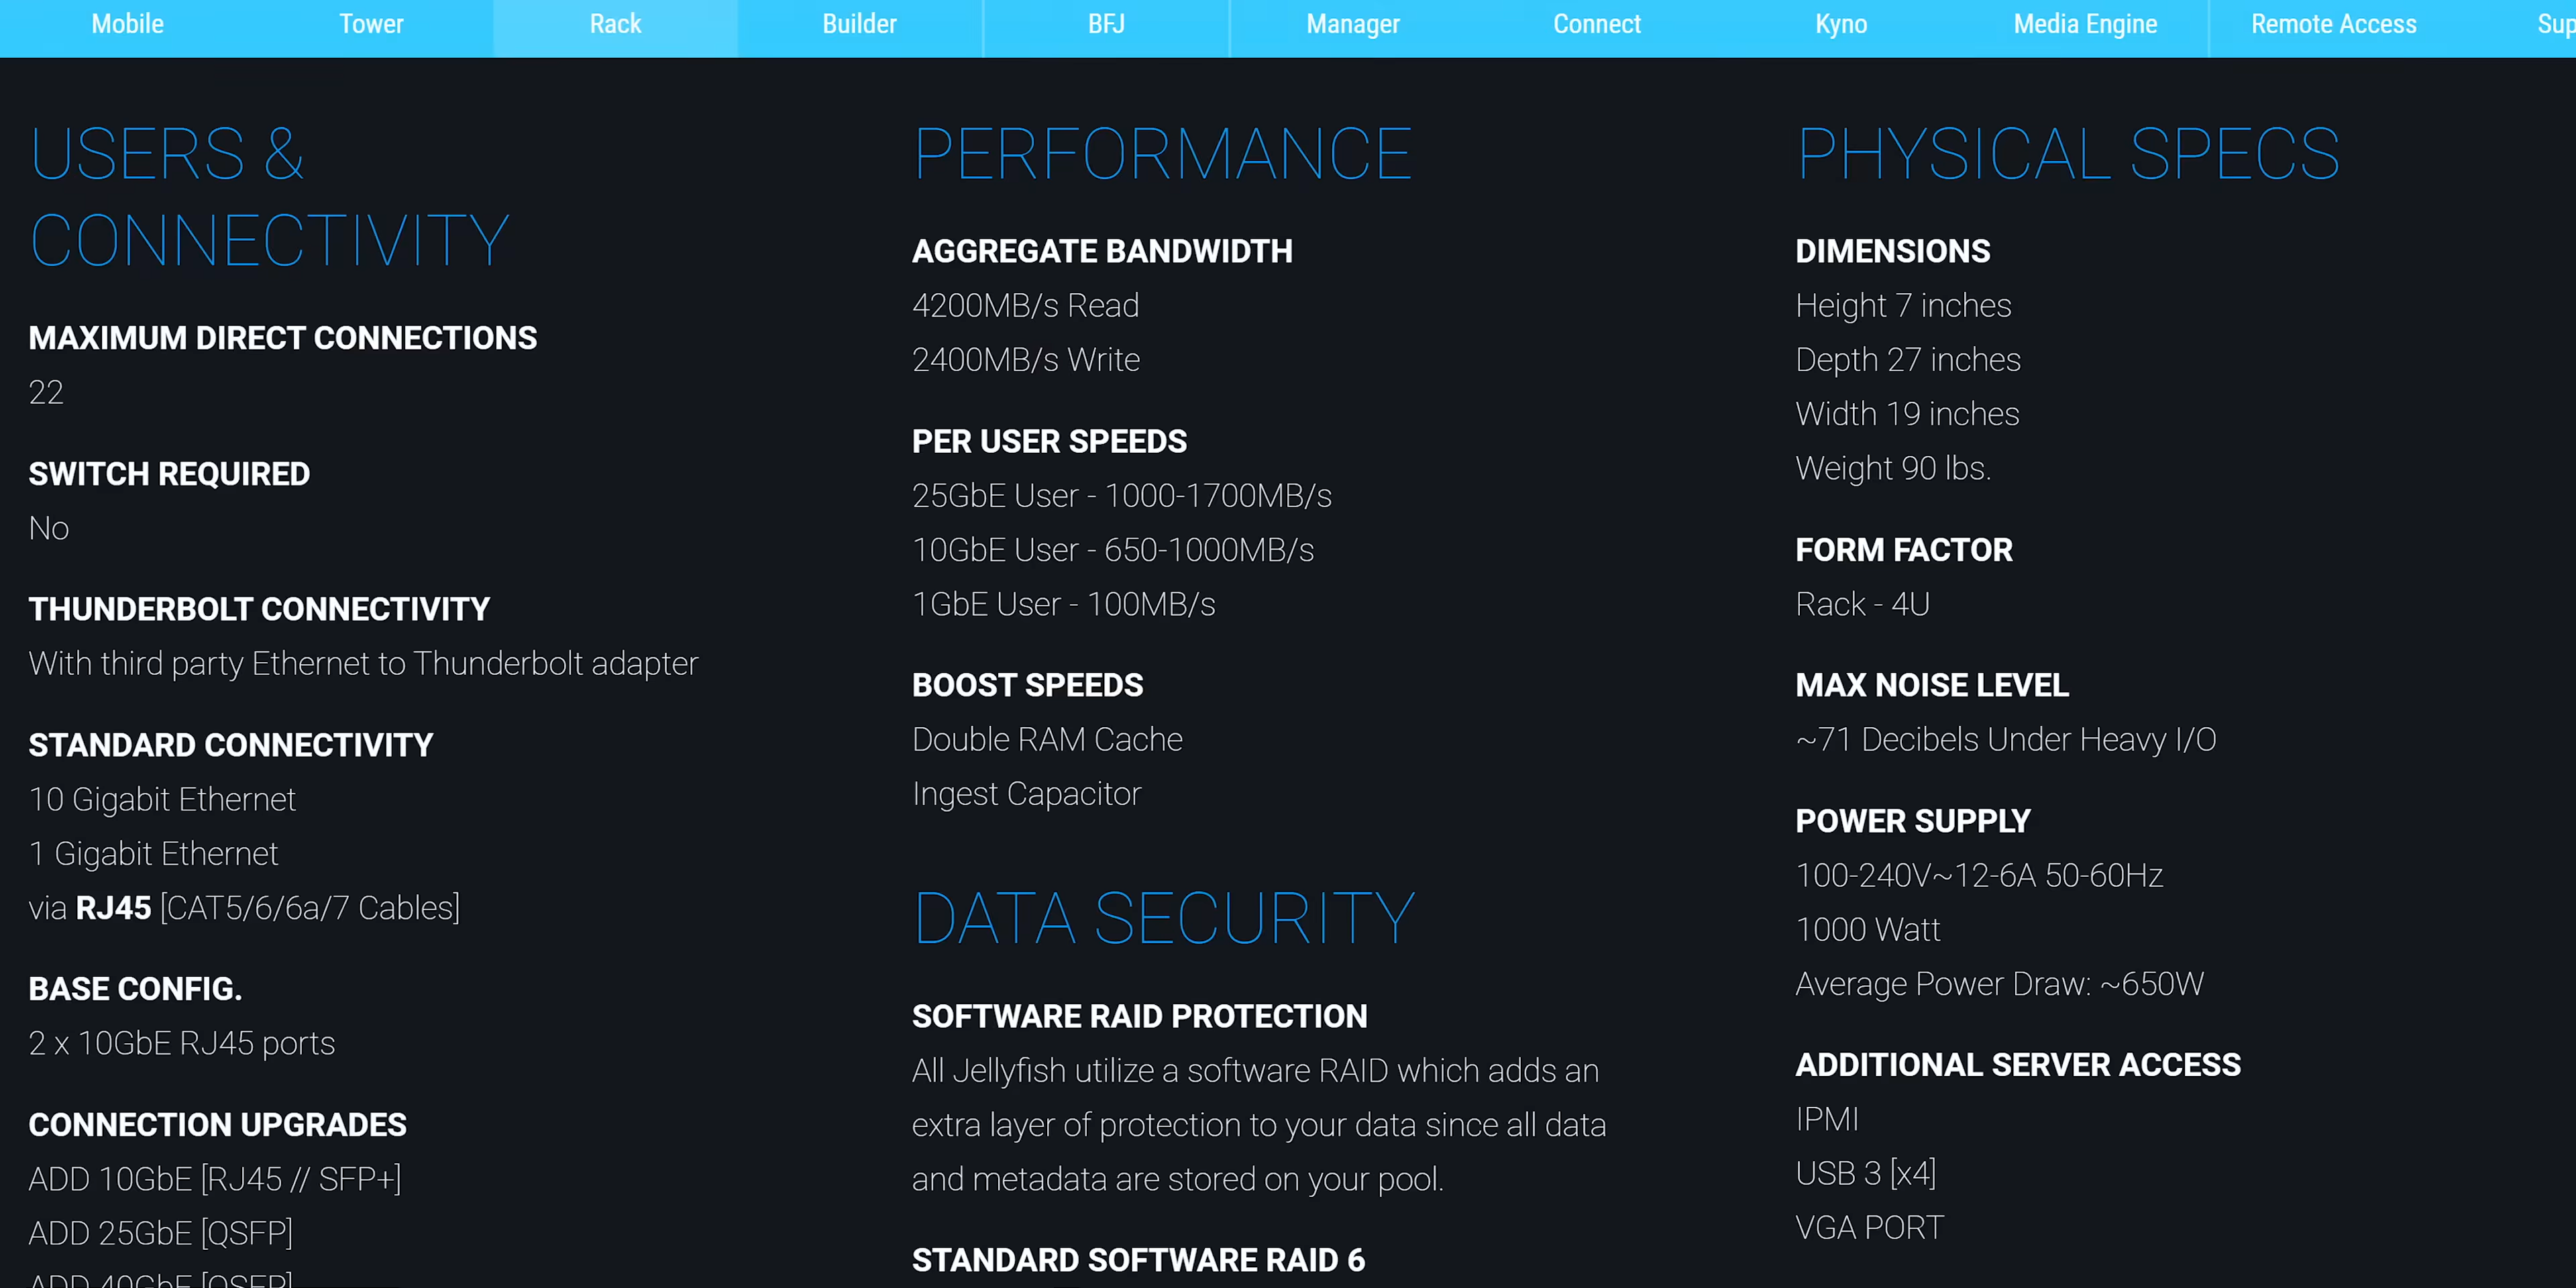 Mobile Tower Rack Builder BFJ Manager Connect Kyno Media Engine Remote Access
USERS &
CONNECTIVITY
MAXIMUM DIRECT CONNECTIONS
22
SWITCH REQUIRED
No
THUNDERBOLT CONNECTIVITY
With third party Ethernet to Thunderbolt adapter
STANDARD CONNECTIVITY
10 Gigabit Ethernet
1 Gigabit Ethernet
via RJ45 [CAT5/6/6a/7 Cables]
BASE CONFIG.
2 x 10GbE RJ45 ports
CONNECTION UPGRADES
ADD 10GbE [RJ45 // SFP+]
ADD 25GbE [QSFP]
ADD 40GbE [QSFP]
PERFORMANCE
AGGREGATE BANDWIDTH
4200MB/s Read
2400MB/s Write
PER USER SPEEDS
25GbE User - 1000-1700MB/s
10GbE User - 650-1000MB/s
1GbE User - 100MB/s
BOOST SPEEDS
Double RAM Cache
Ingest Capacitor
DATA SECURITY
SOFTWARE RAID PROTECTION
All Jellyfish utilize a software RAID which adds an
extra layer of protection to your data since all data
and metadata are stored on your pool.
STANDARD SOFTWARE RAID 6
PHYSICAL SPECS
DIMENSIONS
Height 7 inches
Depth 27 inches
Width 19 inches
Weight 90 lbs.
FORM FACTOR
Rack - 4U
MAX NOISE LEVEL
~71 Decibels Under Heavy I/O
POWER SUPPLY
100-240V~12-6A 50-60Hz
1000 Watt
Average Power Draw: ~650W
ADDITIONAL SERVER ACCESS
IPMI
USB 3 [x4]
VGA PORT